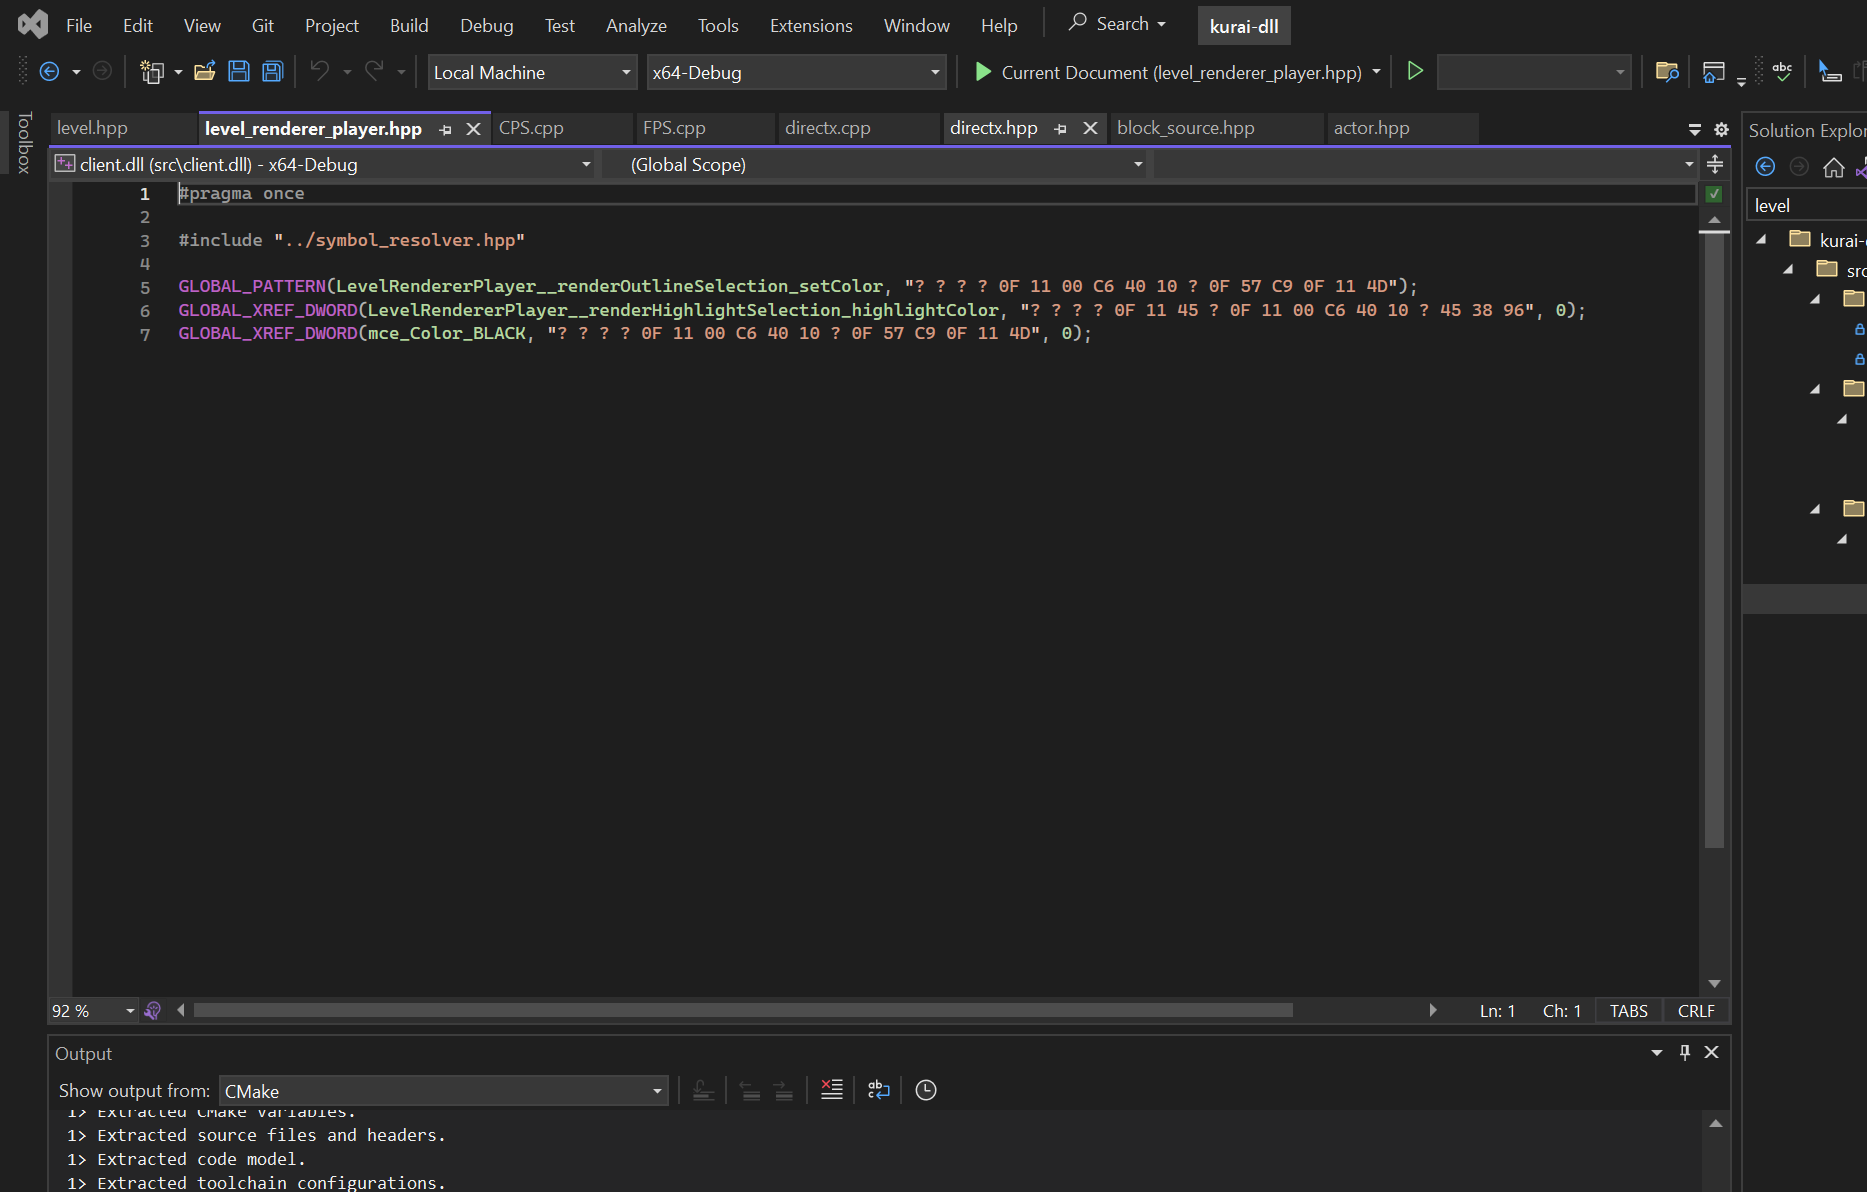 File Edit View Git Project Build Debug Test Analyze Tools Extensions Window Help Search kurai-dll
Local Machine x64-Debug Current Document (level_renderer_player.hpp)
Toolbox
level.hpp level_renderer_player.hpp CPS.cpp FPS.cpp directx.cpp directx.hpp block_source.hpp actor.hpp
client.dll (src\client.dll) - x64-Debug (Global Scope)
1 #pragma once
2
3 #include "../symbol_resolver.hpp"
4
5 GLOBAL_PATTERN(LevelRendererPlayer__renderOutlineSelection_setColor, "? ? ? ? 0F 11 00 C6 40 10 ? 0F 57 C9 0F 11 4D");
6 GLOBAL_XREF_DWORD(LevelRendererPlayer__renderHighlightSelection_highlightColor, "? ? ? ? 0F 11 45 ? 0F 11 00 C6 40 10 ? 45 38 96", 0);
7 GLOBAL_XREF_DWORD(mce_Color_BLACK, "? ? ? ? 0F 11 00 C6 40 10 ? 0F 57 C9 0F 11 4D", 0);
92 % Ln: 1 Ch: 1 TABS CRLF
Output
Show output from: CMake
1> Extracted CMake variables.
1> Extracted source files and headers.
1> Extracted code model.
1> Extracted toolchain configurations.
Solution Explo
level
kurai-
src
abc